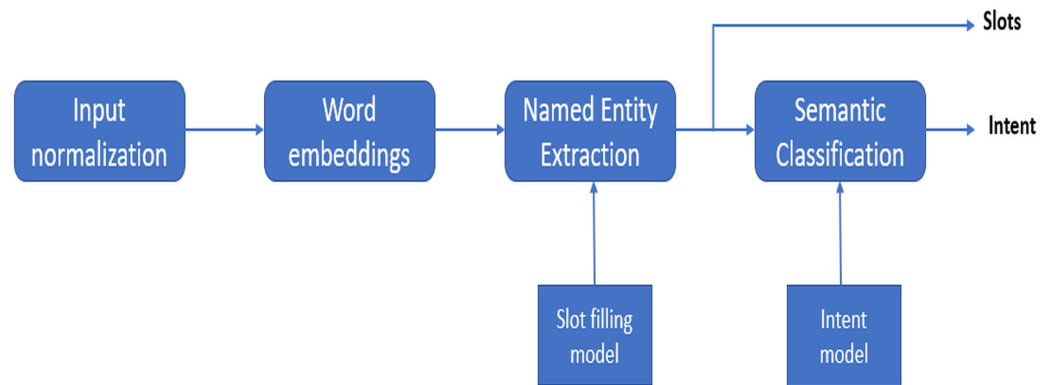 Slots
Input
normalization
Word
embeddings
Named Entity
Extraction
Semantic
Classification
Intent
Slot filling
model
Intent
model